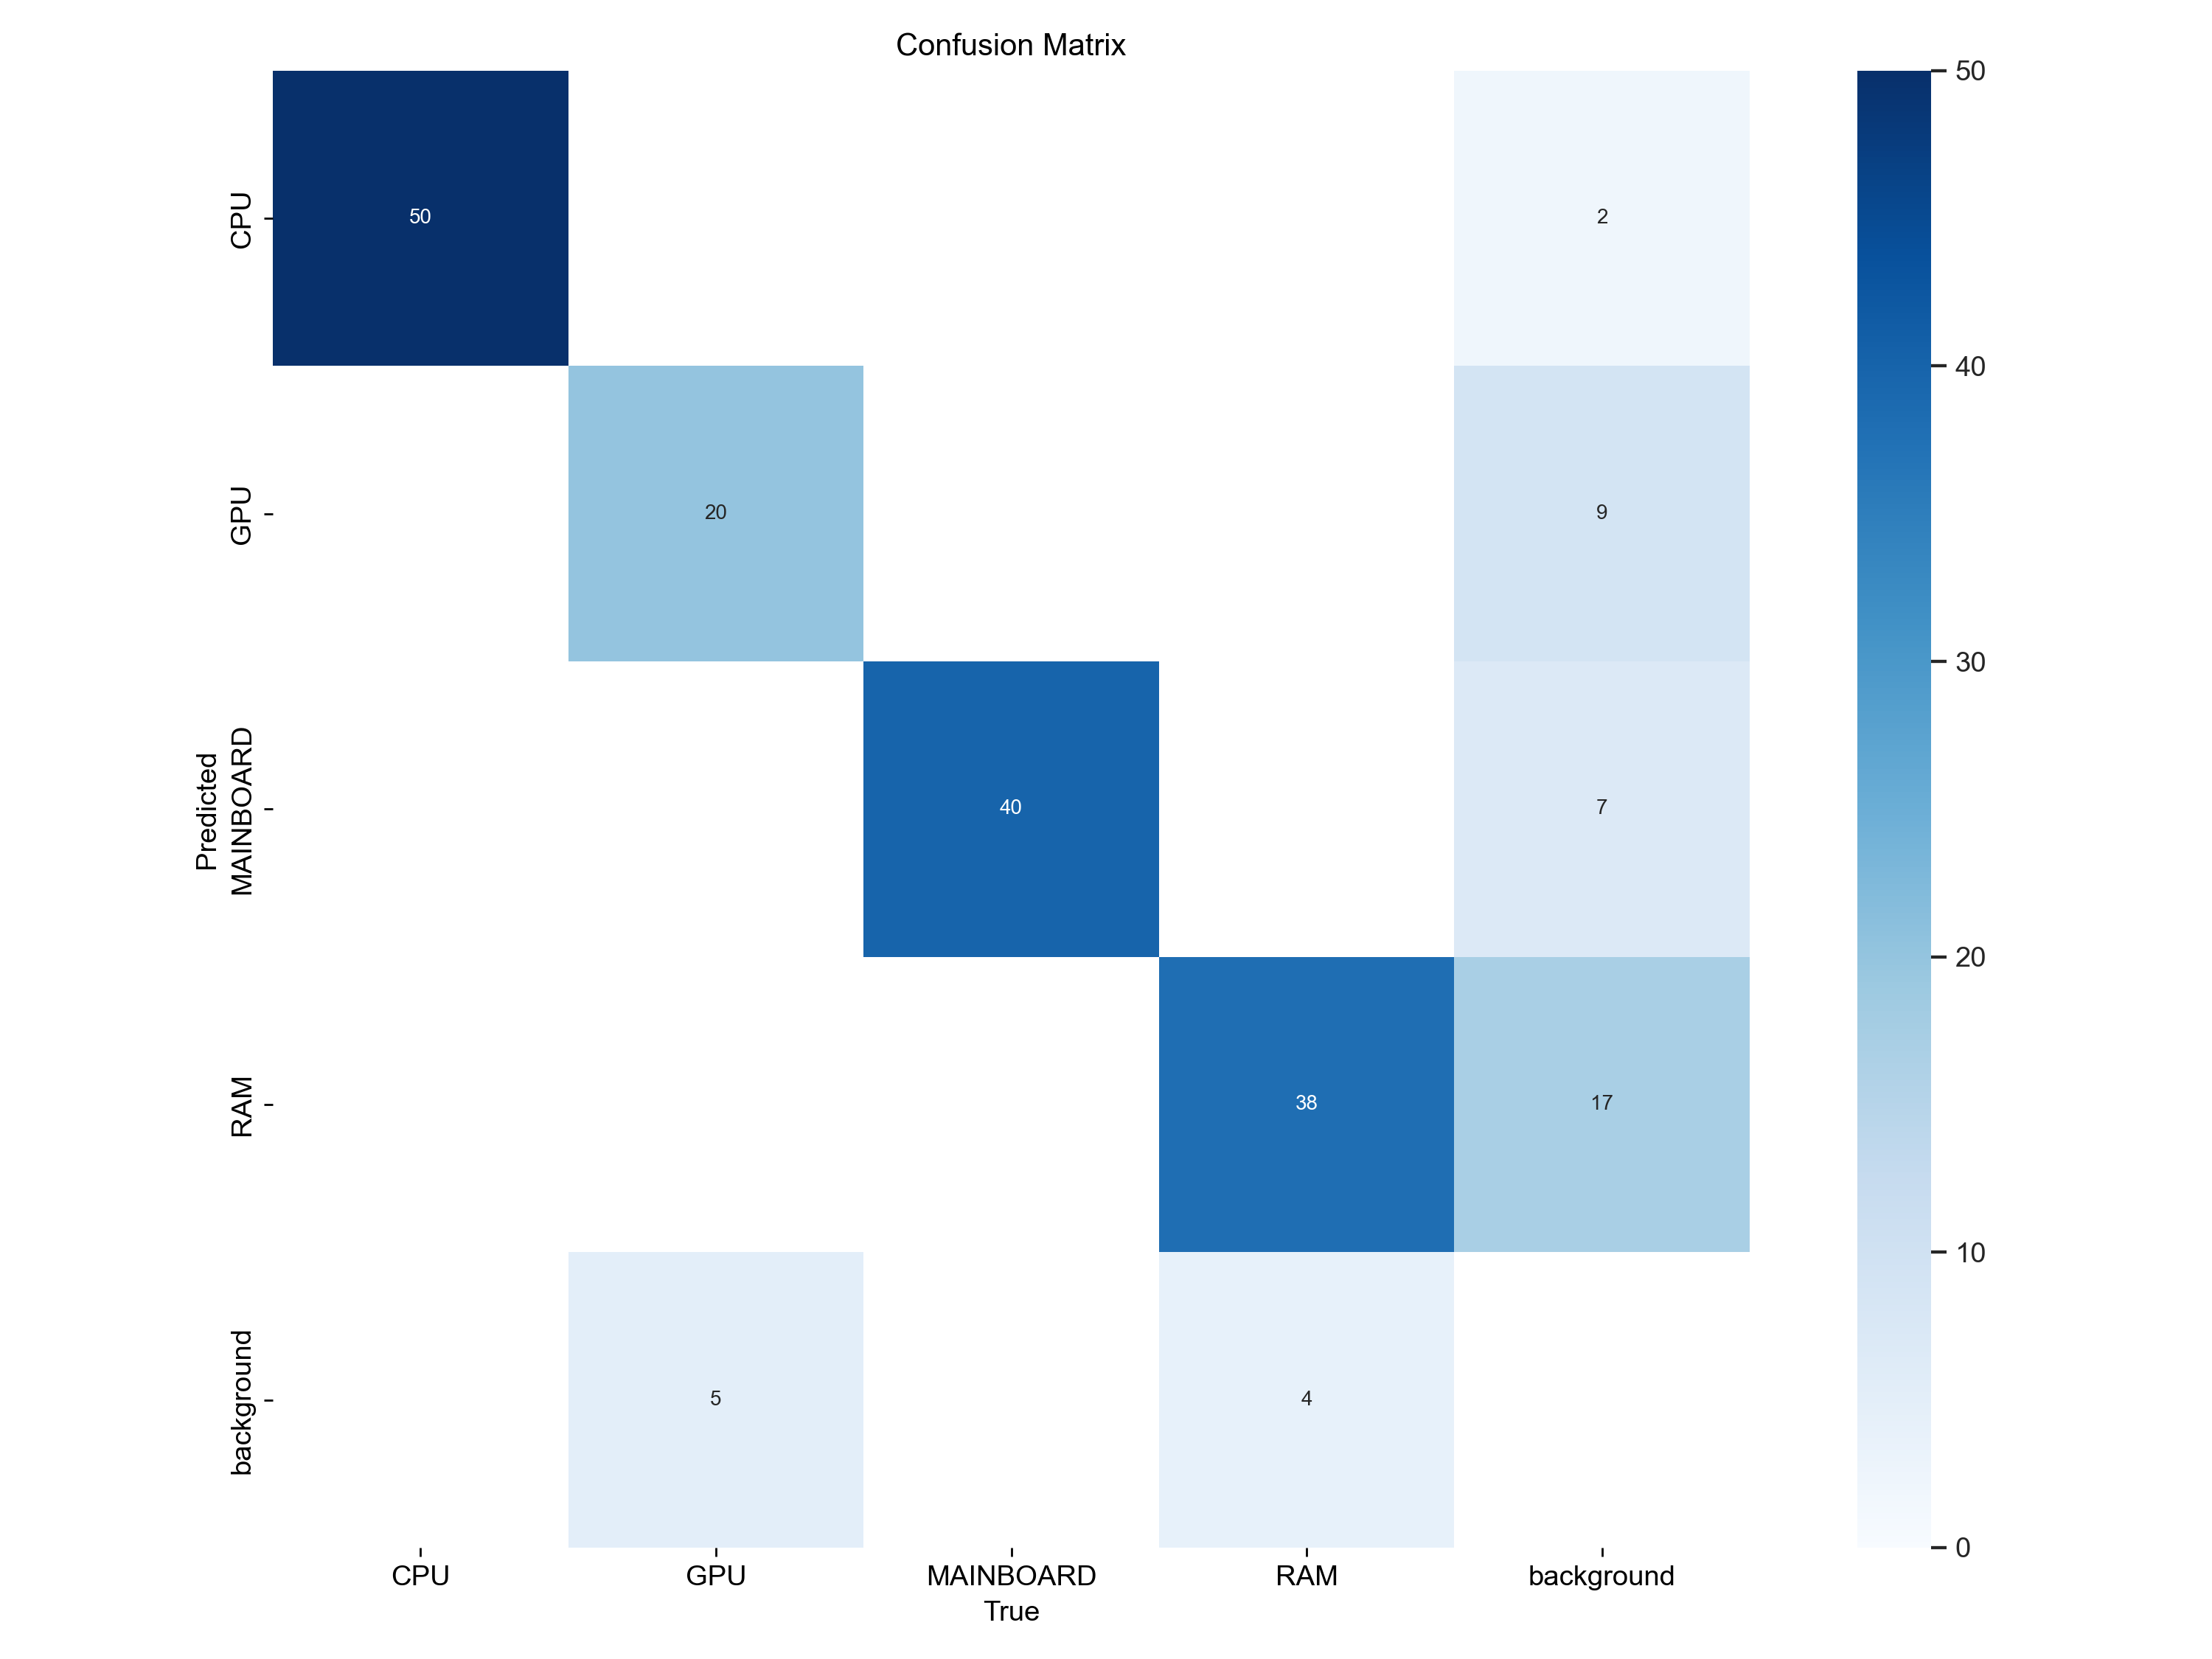 Confusion Matrix
CPU
50
2
50
GPU
20
9
40
Predicted
MAINBOARD
40
7
30
RAM
38
17
20
background
5
4
10
0
CPU
GPU
MAINBOARD
RAM
background
True